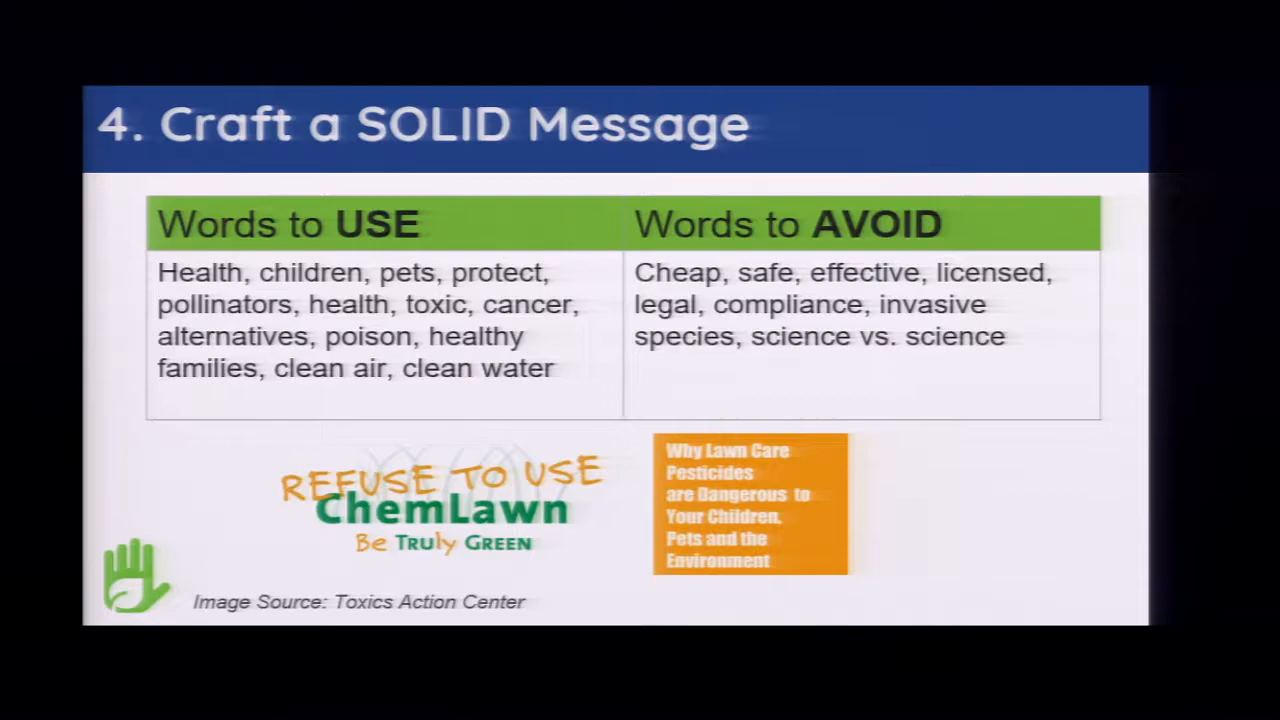 4. Craft a SOLID Message
Words to USE
Words to AVOID
Health, children, pets, protect,
pollinators, health, toxic, cancer,
alternatives, poison, healthy
families, clean air, clean water
Cheap, safe, effective, licensed,
legal, compliance, invasive
species, science vs. science
REFUSE TO USE
ChemLawn
Be TRUly GREEN
Why Lawn Care
Pesticides
are Dangerous to
Your Children,
Pets and the
Environment
Image Source: Toxics Action Center